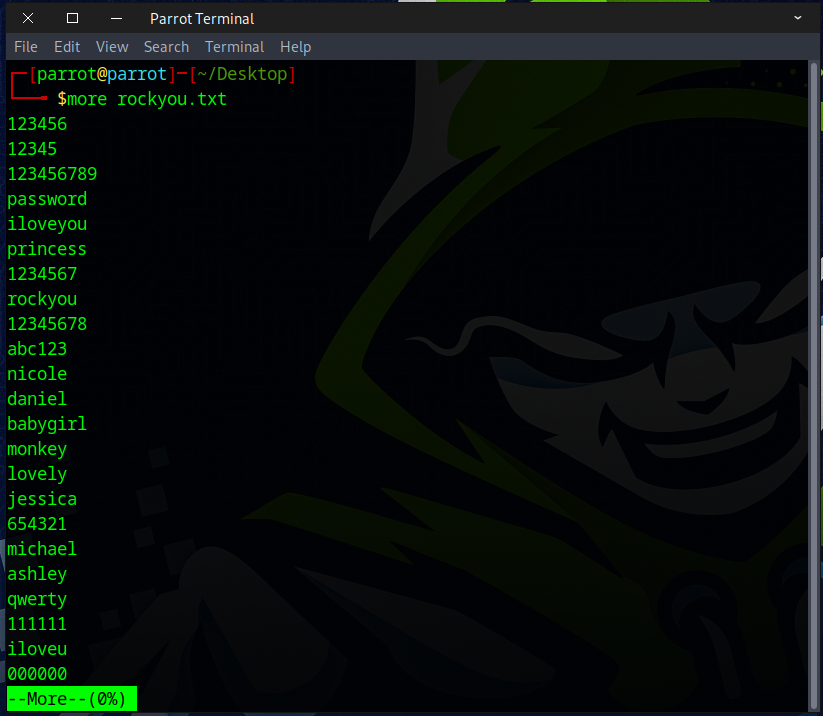 Parrot Terminal
File Edit View Search Terminal Help
┌─[parrot@parrot]─[~/Desktop]
└──╼ $more rockyou.txt
123456
12345
123456789
password
iloveyou
princess
1234567
rockyou
12345678
abc123
nicole
daniel
babygirl
monkey
lovely
jessica
654321
michael
ashley
qwerty
111111
iloveu
000000
--More--(0%)